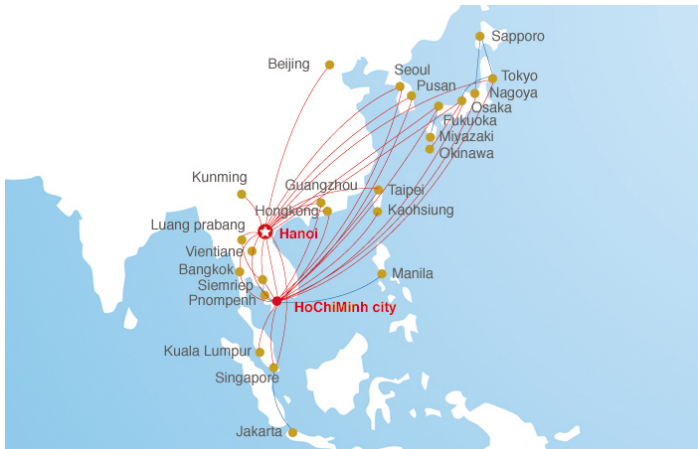 Sapporo
Beijing
Seoul
Tokyo
Pusan
Nagoya
Osaka
Fukuoka
Miyazaki
Okinawa
Kunming
Guangzhou
Taipei
Hongkong
Kaohsiung
Luang prabang
Hanoi
Vientiane
Bangkok
Manila
Siemriep
Pnompenh
HoChiMinh city
Kuala Lumpur
Singapore
Jakarta